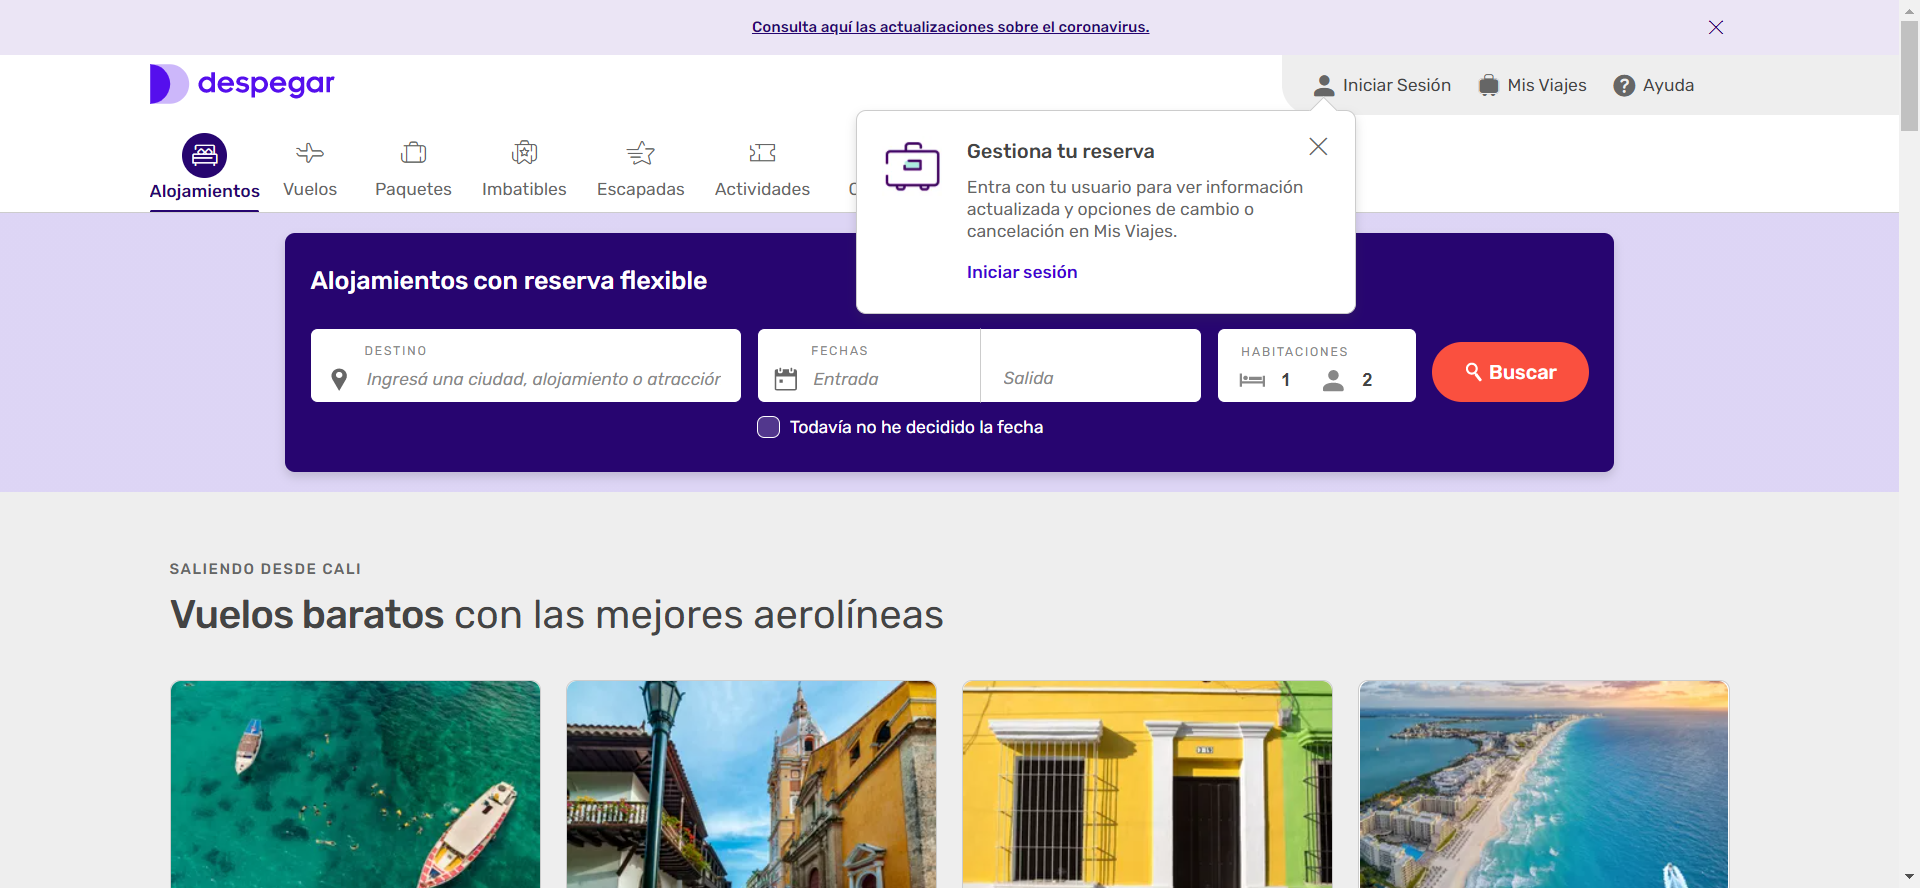 Consulta aquí las actualizaciones sobre el coronavirus.
despegar
Iniciar Sesión
Mis Viajes
? Ayuda
Alojamientos
Vuelos
Paquetes
Imbatibles
Escapadas
Actividades
Gestiona tu reserva
Entra con tu usuario para ver información
actualizada y opciones de cambio o
cancelación en Mis Viajes.
Iniciar sesión
Alojamientos con reserva flexible
DESTINO
Ingresá una ciudad, alojamiento o atracciór
FECHAS
Entrada
Salida
HABITACIONES
1 2
Buscar
Todavía no he decidido la fecha
SALIENDO DESDE CALI
Vuelos baratos con las mejores aerolíneas